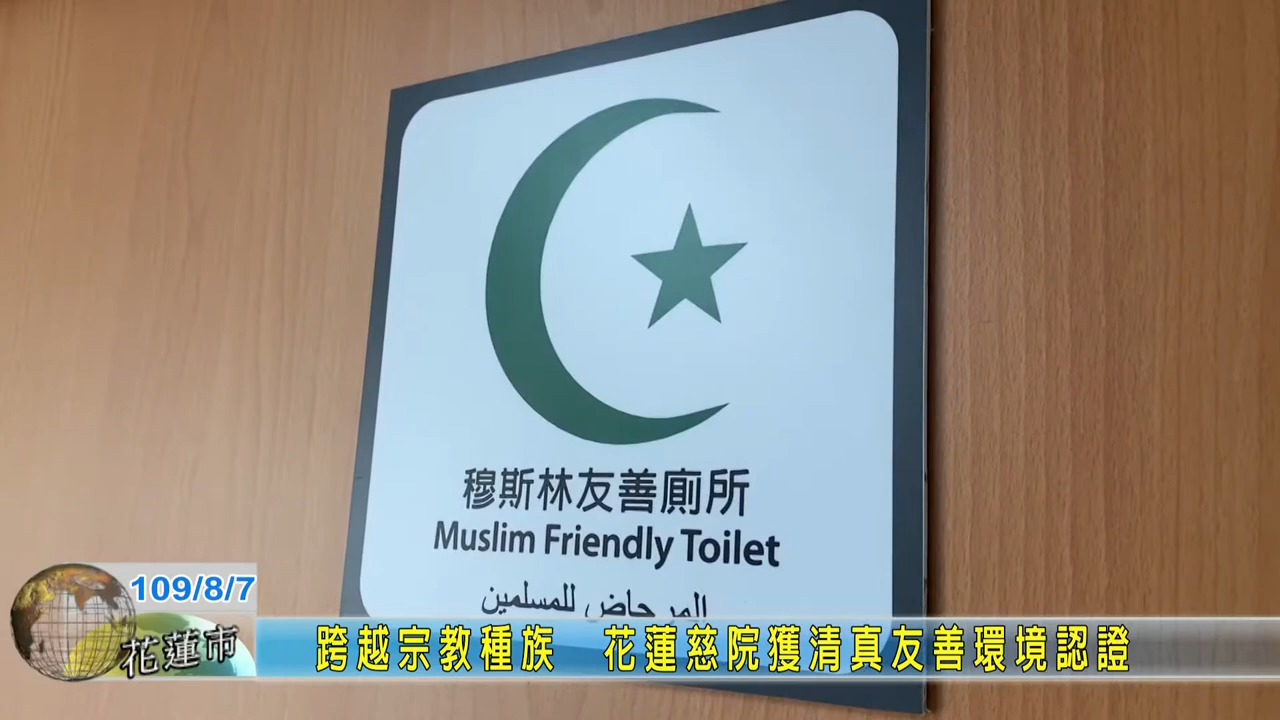 穆斯林友善廁所
Muslim Friendly Toilet
المرحاض للمسلمين
109/8/7
花蓮市
跨越宗教種族 花蓮慈院獲清真友善環境認證